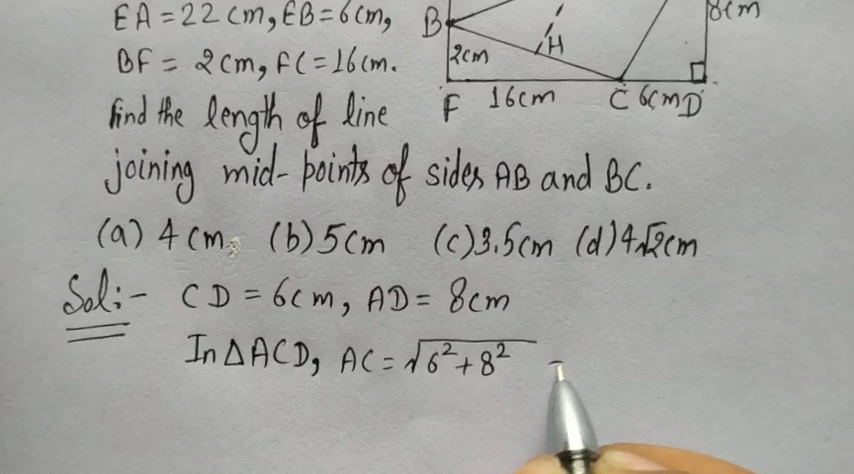 EA = 22 cm, EB = 6 cm,
BF = 2 cm, FC = 16 cm.
find the length of line
joining mid-points of sides AB and BC.
(a) 4 cm (b) 5 cm (c) 3.5 cm (d) 4√2 cm
Sol:- CD = 6 cm, AD = 8 cm
In △ACD, AC = √6²+8²
B
H
8cm
2cm
F 16cm C 6cm D